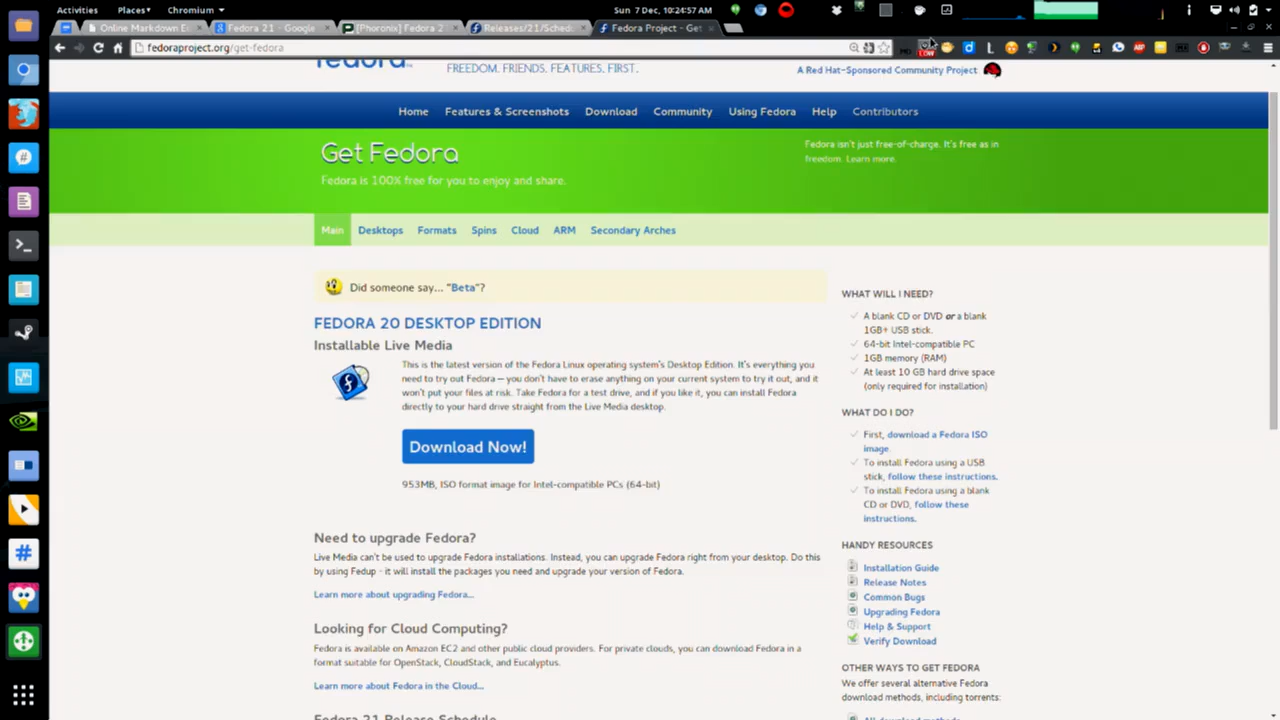 Activities Places Chromium Sun 7 Dec, 10:24:57 AM
Online Markdown E Fedora 21 - Google [Phoronix] Fedora 2 Releases/21/Schedu Fedora Project - Get
fedoraproject.org/get-fedora
fedora
FREEDOM. FRIENDS. FEATURES. FIRST.
A Red Hat-Sponsored Community Project
Home Features & Screenshots Download Community Using Fedora Help Contributors
Get Fedora
Fedora is 100% free for you to enjoy and share.
Fedora isn't just free-of-charge. It's free as in
freedom. Learn more.
Main Desktops Formats Spins Cloud ARM Secondary Arches
Did someone say... "Beta"?
FEDORA 20 DESKTOP EDITION
Installable Live Media
This is the latest version of the Fedora Linux operating system's Desktop Edition. It's everything you
need to try out Fedora — you don't have to erase anything on your current system to try it out, and it
won't put your files at risk. Take Fedora for a test drive, and if you like it, you can install Fedora
directly to your hard drive straight from the Live Media desktop.
Download Now!
953MB, ISO format image for Intel-compatible PCs (64-bit)
Need to upgrade Fedora?
Live Media can't be used to upgrade Fedora installations. Instead, you can upgrade Fedora right from your desktop. Do this
by using Fedup - it will install the packages you need and upgrade your version of Fedora.
Learn more about upgrading Fedora...
Looking for Cloud Computing?
Fedora is available on Amazon EC2 and other public cloud providers. For private clouds, you can download Fedora in a
format suitable for OpenStack, CloudStack, and Eucalyptus.
Learn more about Fedora in the Cloud...
Fedora 21 Release Schedule
WHAT WILL I NEED?
A blank CD or DVD or a blank
1GB+ USB stick.
64-bit Intel-compatible PC
1GB memory (RAM)
At least 10 GB hard drive space
(only required for installation)
WHAT DO I DO?
First, download a Fedora ISO
image.
To install Fedora using a USB
stick, follow these instructions.
To install Fedora using a blank
CD or DVD, follow these
instructions.
HANDY RESOURCES
Installation Guide
Release Notes
Common Bugs
Upgrading Fedora
Help & Support
Verify Download
OTHER WAYS TO GET FEDORA
We offer several alternative Fedora
download methods, including torrents:
All download methods